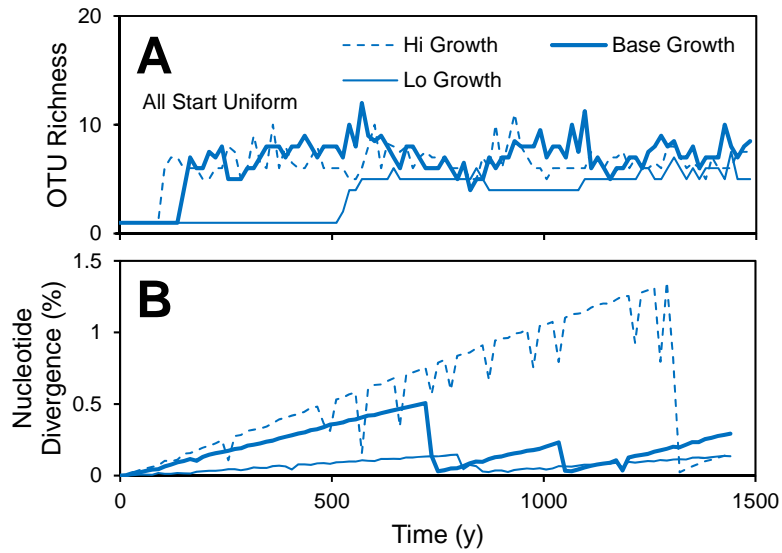 20
A
Hi Growth
Base Growth
Lo Growth
All Start Uniform
OTU Richness
10
0
1.5
B
Nucleotide
Divergence (%)
1
0.5
0
0
500
1000
1500
Time (y)